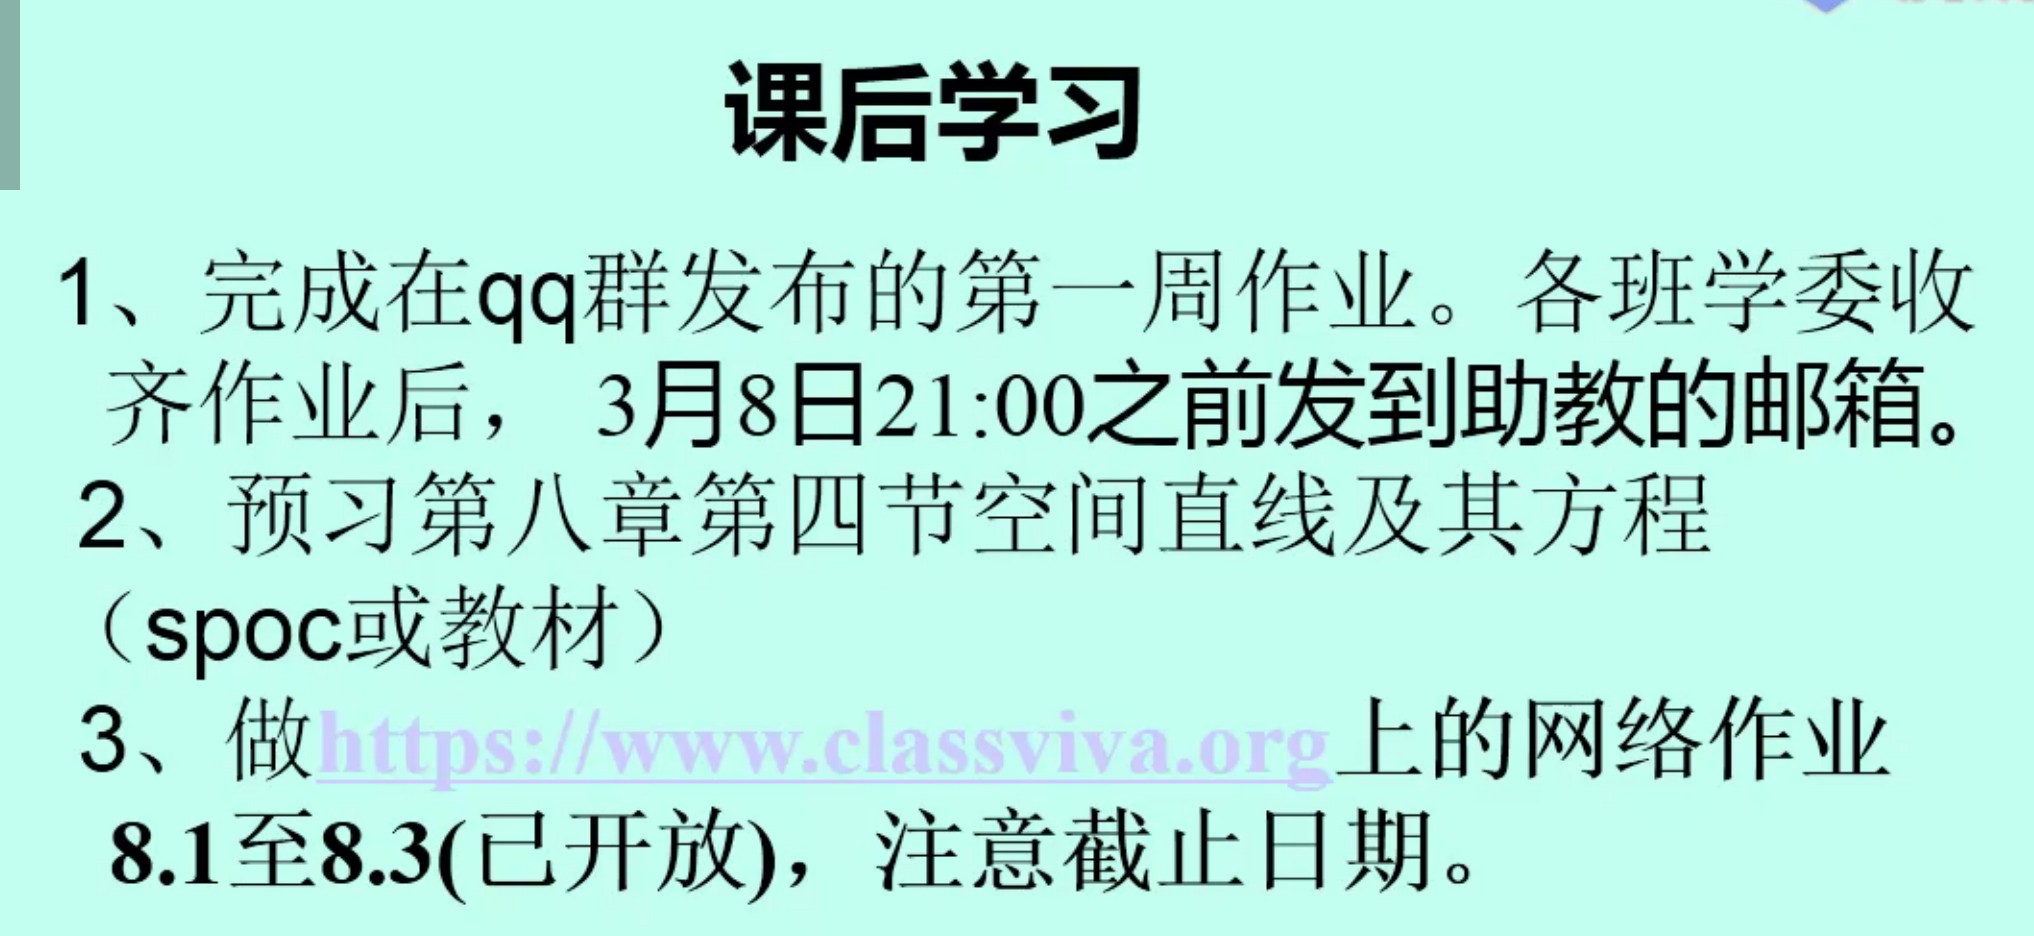 课后学习
1、完成在qq群发布的第一周作业。各班学委收
齐作业后， 3月8日21:00之前发到助教的邮箱。
2、预习第八章第四节空间直线及其方程
（spoc或教材）
3、做https://www.classviva.org上的网络作业
8.1至8.3(已开放)，注意截止日期。